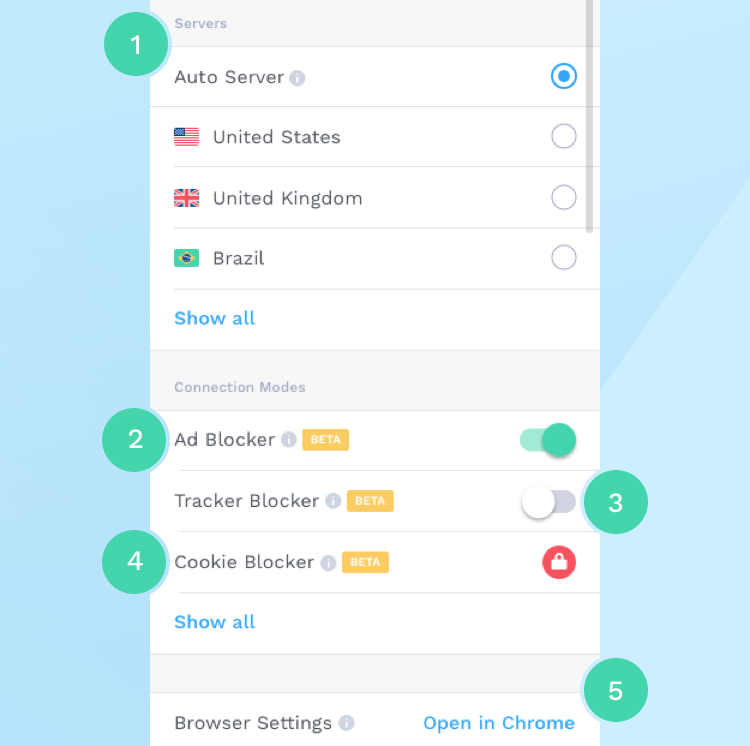 1
Servers
Auto Server
United States
United Kingdom
Brazil
Show all
Connection Modes
2
Ad Blocker BETA
Tracker Blocker BETA
3
4
Cookie Blocker BETA
Show all
5
Browser Settings Open in Chrome